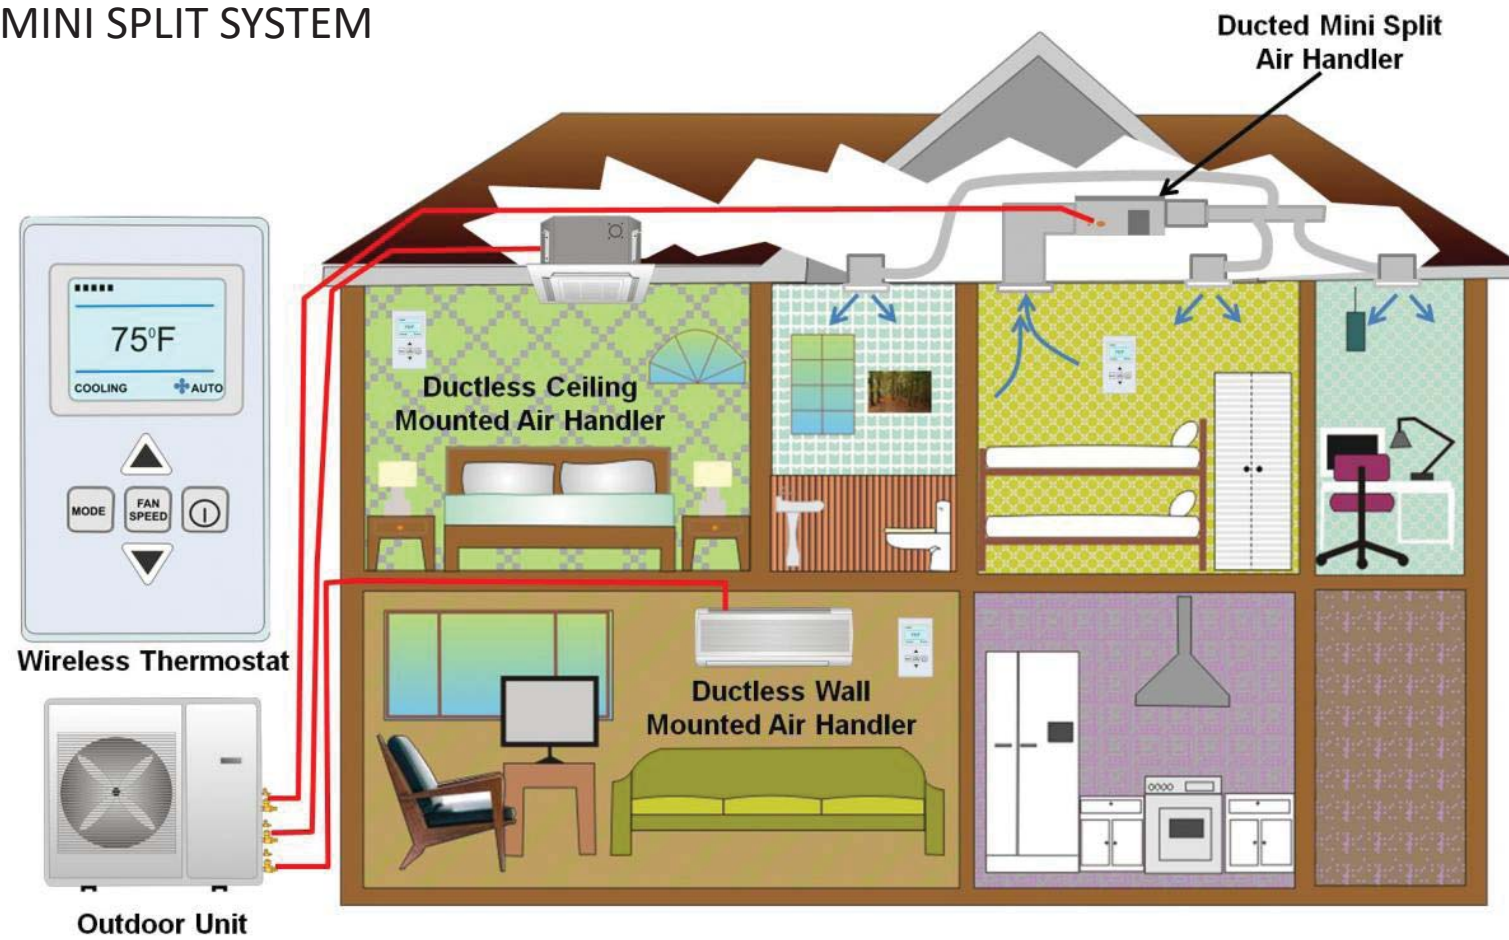 MINI SPLIT SYSTEM
Ducted Mini Split
Air Handler
75°F
COOLING
AUTO
MODE
FAN
SPEED
Wireless Thermostat
Ductless Ceiling
Mounted Air Handler
Ductless Wall
Mounted Air Handler
Outdoor Unit